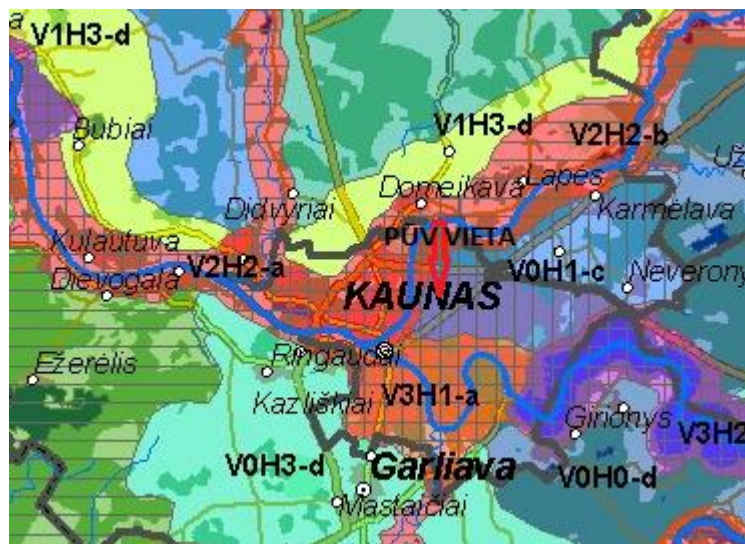 V1H3-d
Bubiai
V1H3-d
V2H2-b
Didvyriai
Domeikava
Lapės
Už
Karmėlava
Kulautuva
V2H2-a
PŪV VIETA
V0H1-c
Dievogala
KAUNAS
Neverony
Ežerėlis
Ringaudai
Kazliškiai
V3H1-a
Girionys
V3H2
V0H3-d
Garliava
V0H0-d
Mastaičiai